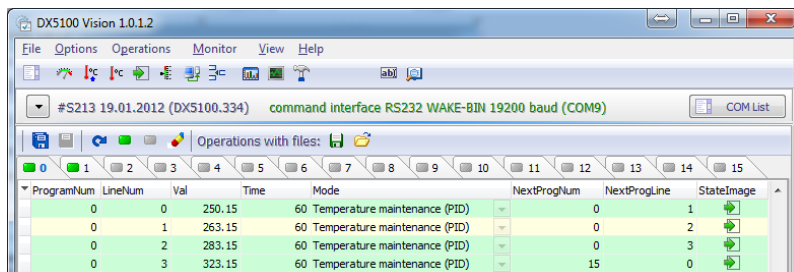 DX5100 Vision 1.0.1.2
File Options Operations Monitor View Help
#S213 19.01.2012 (DX5100.334) command interface RS232 WAKE-BIN 19200 baud (COM9) COM List
Operations with files:
0 1 2 3 4 5 6 7 8 9 10 11 12 13 14 15
ProgramNum LineNum Val Time Mode NextProgNum NextProgLine StateImage
0 0 250.15 60 Temperature maintenance (PID) 0 1
0 1 263.15 60 Temperature maintenance (PID) 0 2
0 2 283.15 60 Temperature maintenance (PID) 0 3
0 3 323.15 60 Temperature maintenance (PID) 15 0